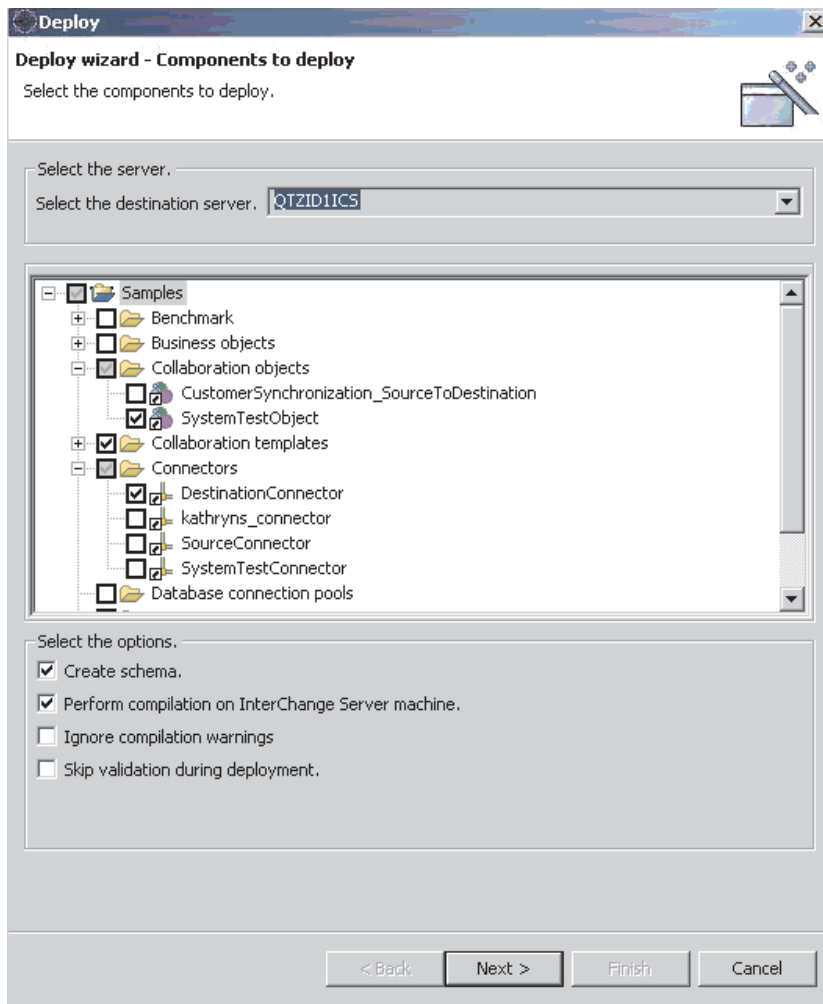 Deploy
Deploy wizard - Components to deploy
Select the components to deploy.
Select the server.
Select the destination server. QTZID1ICS
Samples
Benchmark
Business objects
Collaboration objects
CustomerSynchronization_SourceToDestination
SystemTestObject
Collaboration templates
Connectors
DestinationConnector
kathryns_connector
SourceConnector
SystemTestConnector
Database connection pools
Select the options.
Create schema.
Perform compilation on InterChange Server machine.
Ignore compilation warnings
Skip validation during deployment.
< Back Next > Finish Cancel